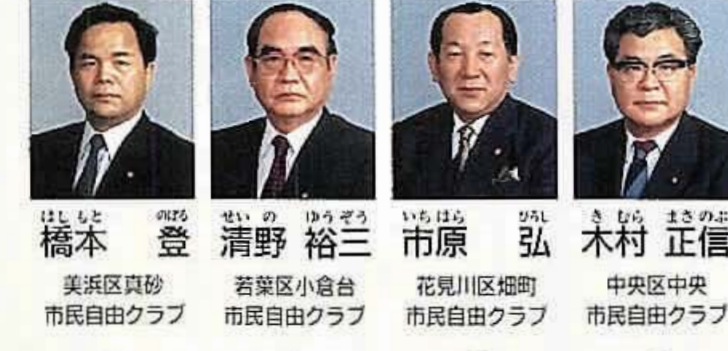 はしもと のぼる せいの ゆうぞう いちはら ひろし きむら まさのぶ
橋本 登 清野 裕三 市原 弘 木村 正信
美浜区真砂 若葉区小倉台 花見川区畑町 中央区中央
市民自由クラブ 市民自由クラブ 市民自由クラブ 市民自由クラブ